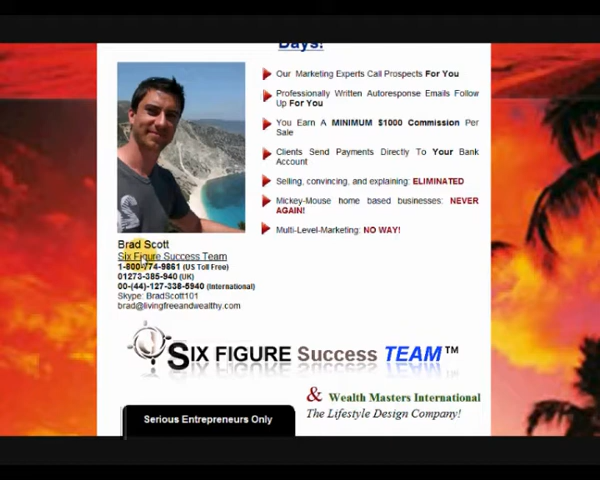 Days!
Our Marketing Experts Call Prospects For You
Professionally Written Autoresponse Emails Follow
Up For You
You Earn A MINIMUM $1000 Commission Per
Sale
Clients Send Payments Directly To Your Bank
Account
Selling, convincing, and explaining: ELIMINATED
Mickey-Mouse home based businesses: NEVER
AGAIN!
Multi-Level-Marketing: NO WAY!
Brad Scott
Six Figure Success Team
1-800-774-9861 (US Toll Free)
01273-385-940 (UK)
00-(44)-127-338-5940 (International)
Skype: BradScott101
brad@livingfreeandwealthy.com
SIX FIGURE Success TEAM™
& Wealth Masters International
The Lifestyle Design Company!
Serious Entrepreneurs Only